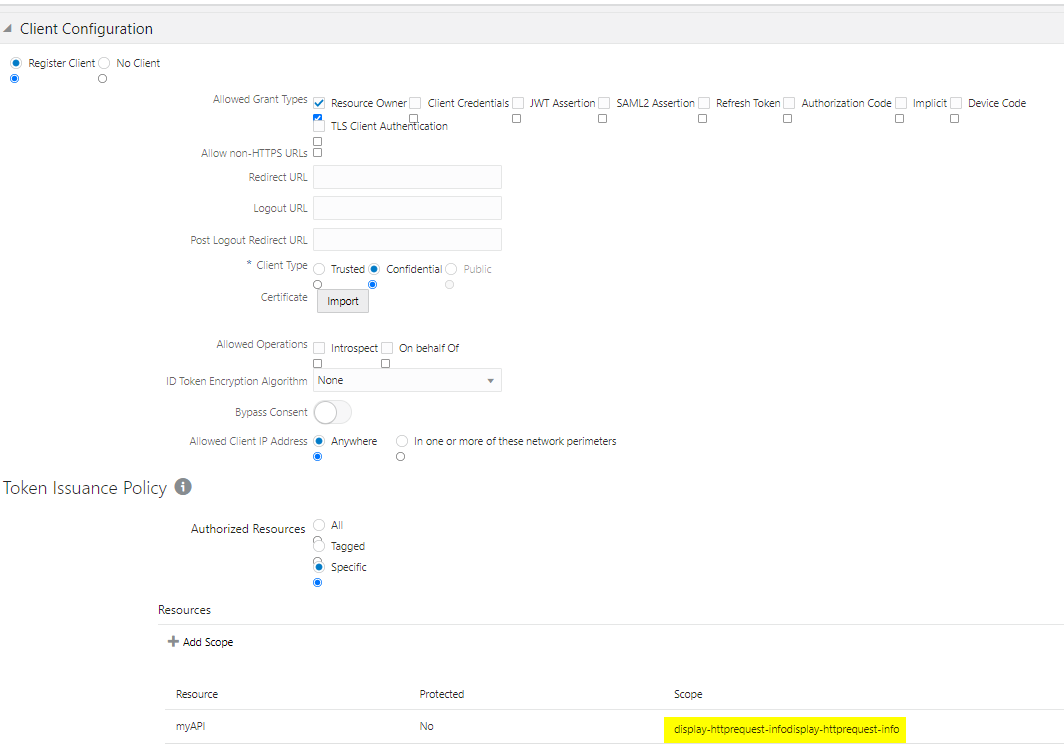 Client Configuration
Register Client No Client
Allowed Grant Types Resource Owner Client Credentials JWT Assertion SAML2 Assertion Refresh Token Authorization Code Implicit Device Code
TLS Client Authentication
Allow non-HTTPS URLs
Redirect URL
Logout URL
Post Logout Redirect URL
* Client Type Trusted Confidential Public
Certificate Import
Allowed Operations Introspect On behalf Of
ID Token Encryption Algorithm None
Bypass Consent
Allowed Client IP Address Anywhere In one or more of these network perimeters
Token Issuance Policy i
Authorized Resources All
Tagged
Specific
Resources
+ Add Scope
Resource Protected Scope
myAPI No display-httprequest-infodisplay-httprequest-info